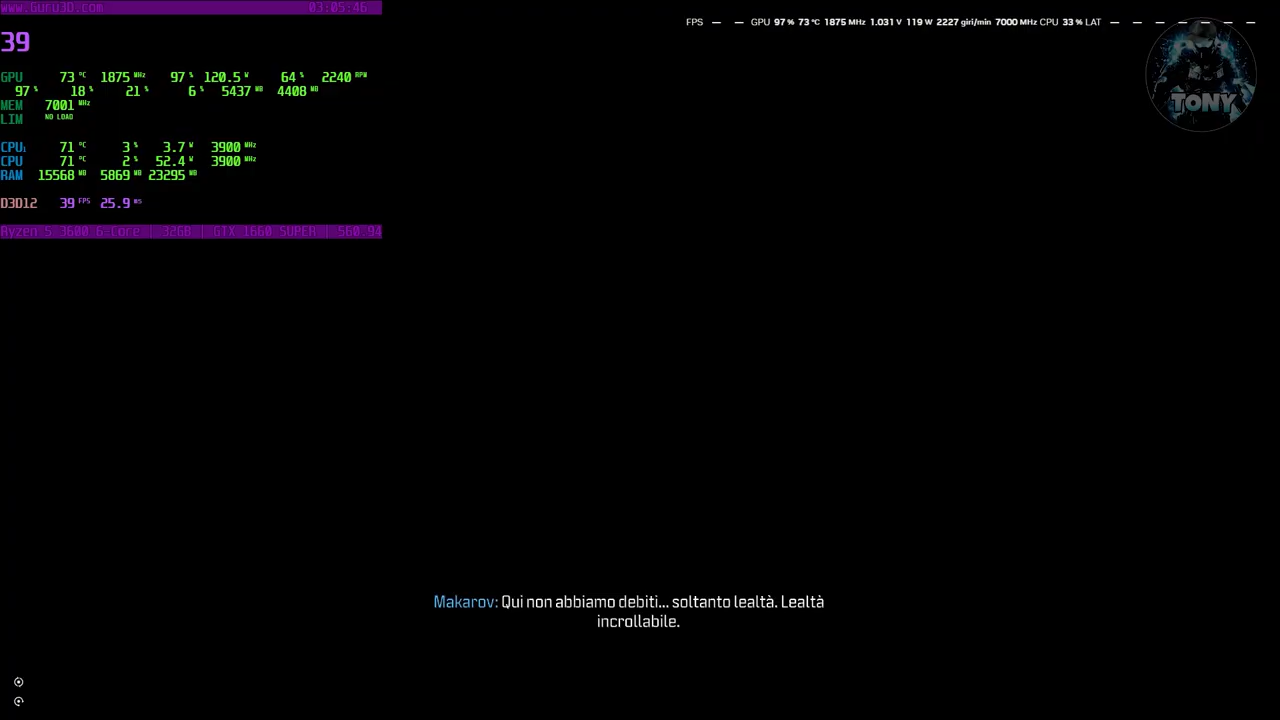 www.Guru3D.com 03:05:46
FPS — — GPU 97 % 73 °C 1875 MHz 1.031 V 119 W 2227 giri/min 7000 MHz CPU 33 % LAT — — — — — — —
39
TONY
GPU 73 °C 1875 MHz 97 % 120.5 W 64 % 2240 RPM
97 % 18 % 21 % 6 % 5437 MB 4408 MB
MEM 7001 MHz
LIM NO LOAD
CPU1 71 °C 3 % 3.7 W 3900 MHz
CPU 71 °C 2 % 52.4 W 3900 MHz
RAM 15568 MB 5869 MB 23295 MB
D3D12 39 FPS 25.9 ms
Ryzen 5 3600 6-Core | 32GB | GTX 1660 SUPER | 560.94
Makarov: Qui non abbiamo debiti... soltanto lealtà. Lealtà
incrollabile.